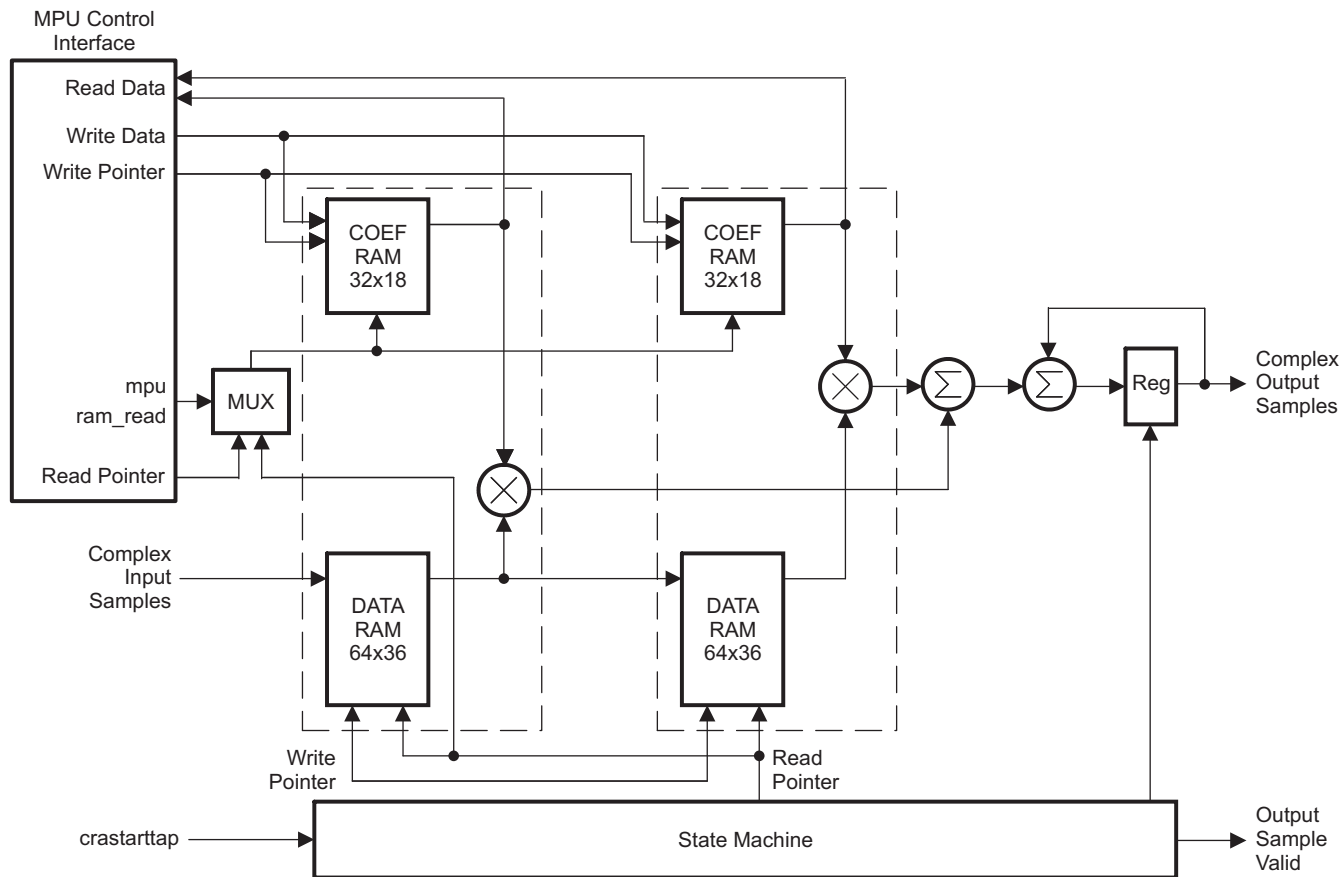 MPU Control
Interface
Read Data
Write Data
Write Pointer
COEF
RAM
32x18
COEF
RAM
32x18
mpu
ram_read
MUX
Read Pointer
Σ
Σ
Reg
Complex
Output
Samples
Complex
Input
Samples
DATA
RAM
64x36
DATA
RAM
64x36
Write
Pointer
Read
Pointer
crastarttap
State Machine
Output
Sample
Valid